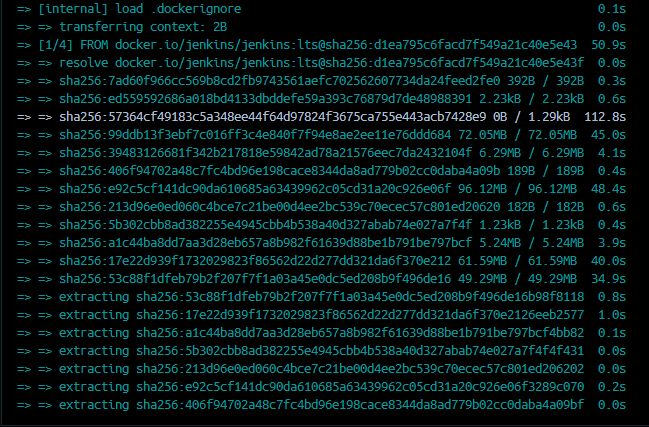 => [internal] load .dockerignore 0.1s
=> => transferring context: 2B 0.0s
=> [1/4] FROM docker.io/jenkins/jenkins:lts@sha256:d1ea795c6facd7f549a21c40e5e43 50.9s
=> => resolve docker.io/jenkins/jenkins:lts@sha256:d1ea795c6facd7f549a21c40e5e43f 0.0s
=> => sha256:7ad60f966cc569b8cd2fb9743561aefc702562607734da24feed2fe0 392B / 392B 0.3s
=> => sha256:ed559592686a018bd4133dbddefe59a393c76879d7de48988391 2.23kB / 2.23kB 0.6s
=> => sha256:57364cf49183c5a348ee44f64d97824f3675ca755e443acb7428e9 0B / 1.29kB 112.8s
=> => sha256:99ddb13f3ebf7c016ff3c4e840f7f94e8ae2ee11e76ddd684 72.05MB / 72.05MB 45.0s
=> => sha256:39483126681f342b217818e59842ad78a21576eec7da2432104f 6.29MB / 6.29MB 4.1s
=> => sha256:406f94702a48c7fc4bd96e198cace8344da8ad779b02cc0daba4a09b 189B / 189B 0.4s
=> => sha256:e92c5cf141dc90da610685a63439962c05cd31a20c926e06f 96.12MB / 96.12MB 48.4s
=> => sha256:213d96e0ed060c4bce7c21be00d4ee2bc539c70ecec57c801ed20620 182B / 182B 0.6s
=> => sha256:5b302cbb8ad382255e4945cbb4b538a40d327abab74e027a7f4f 1.23kB / 1.23kB 0.4s
=> => sha256:a1c44ba8dd7aa3d28eb657a8b982f61639d88be1b791be797bcf 5.24MB / 5.24MB 3.9s
=> => sha256:17e22d939f1732029823f86562d22d277dd321da6f370e212 61.59MB / 61.59MB 40.0s
=> => sha256:53c88f1dfeb79b2f207f7f1a03a45e0dc5ed208b9f496de16 49.29MB / 49.29MB 34.9s
=> => extracting sha256:53c88f1dfeb79b2f207f7f1a03a45e0dc5ed208b9f496de16b98f8118 0.8s
=> => extracting sha256:17e22d939f1732029823f86562d22d277dd321da6f370e2126eeb2577 1.0s
=> => extracting sha256:a1c44ba8dd7aa3d28eb657a8b982f61639d88be1b791be797bcf4bb82 0.1s
=> => extracting sha256:5b302cbb8ad382255e4945cbb4b538a40d327abab74e027a7f4f4f431 0.0s
=> => extracting sha256:213d96e0ed060c4bce7c21be00d4ee2bc539c70ecec57c801ed206202 0.0s
=> => extracting sha256:e92c5cf141dc90da610685a63439962c05cd31a20c926e06f3289c070 0.2s
=> => extracting sha256:406f94702a48c7fc4bd96e198cace8344da8ad779b02cc0daba4a09bf 0.0s